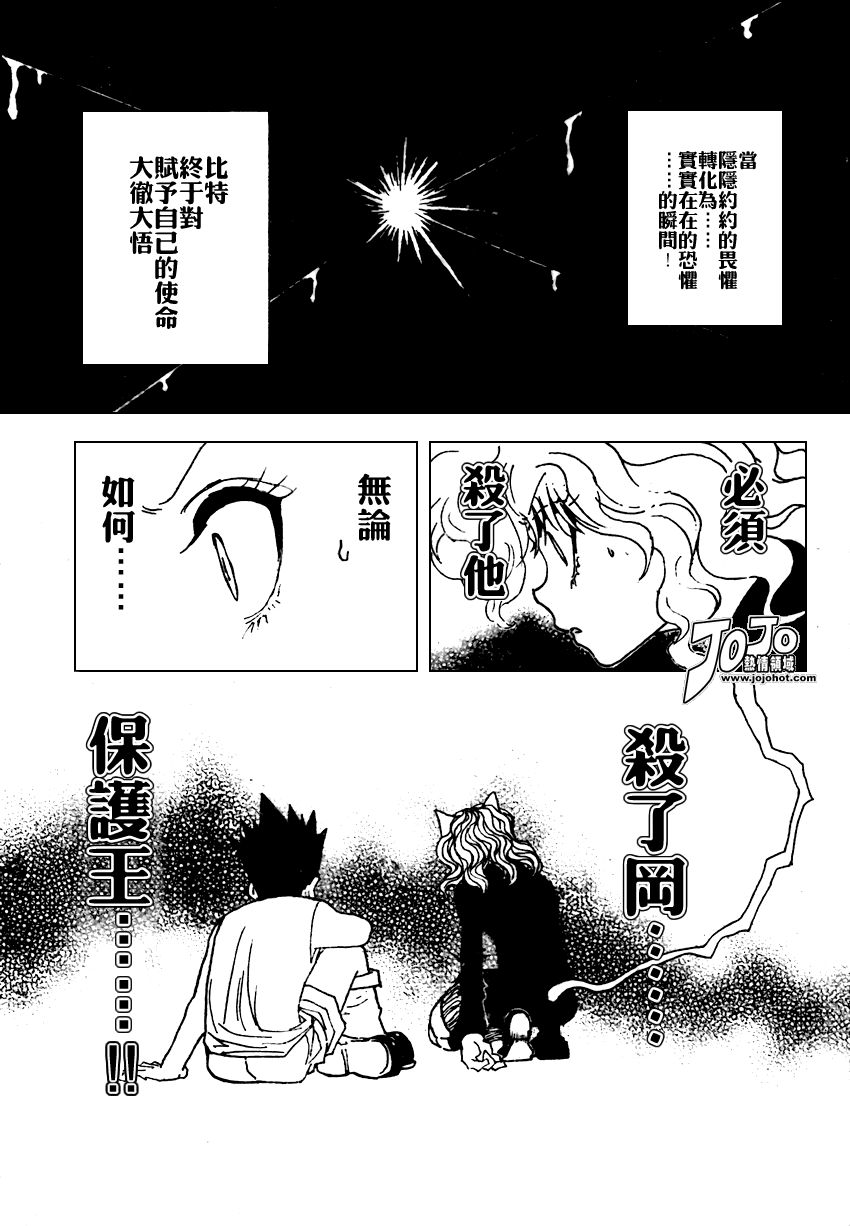 當
隱隱約約的畏懼
轉化為……
實實在在的恐懼
……的瞬間！
比特
終于對
賦予自己的使命
大徹大悟
必須
殺了他
無論
如何……
JOJO
熱情領域
www.jojohot.com
殺了岡……
保護王……!!